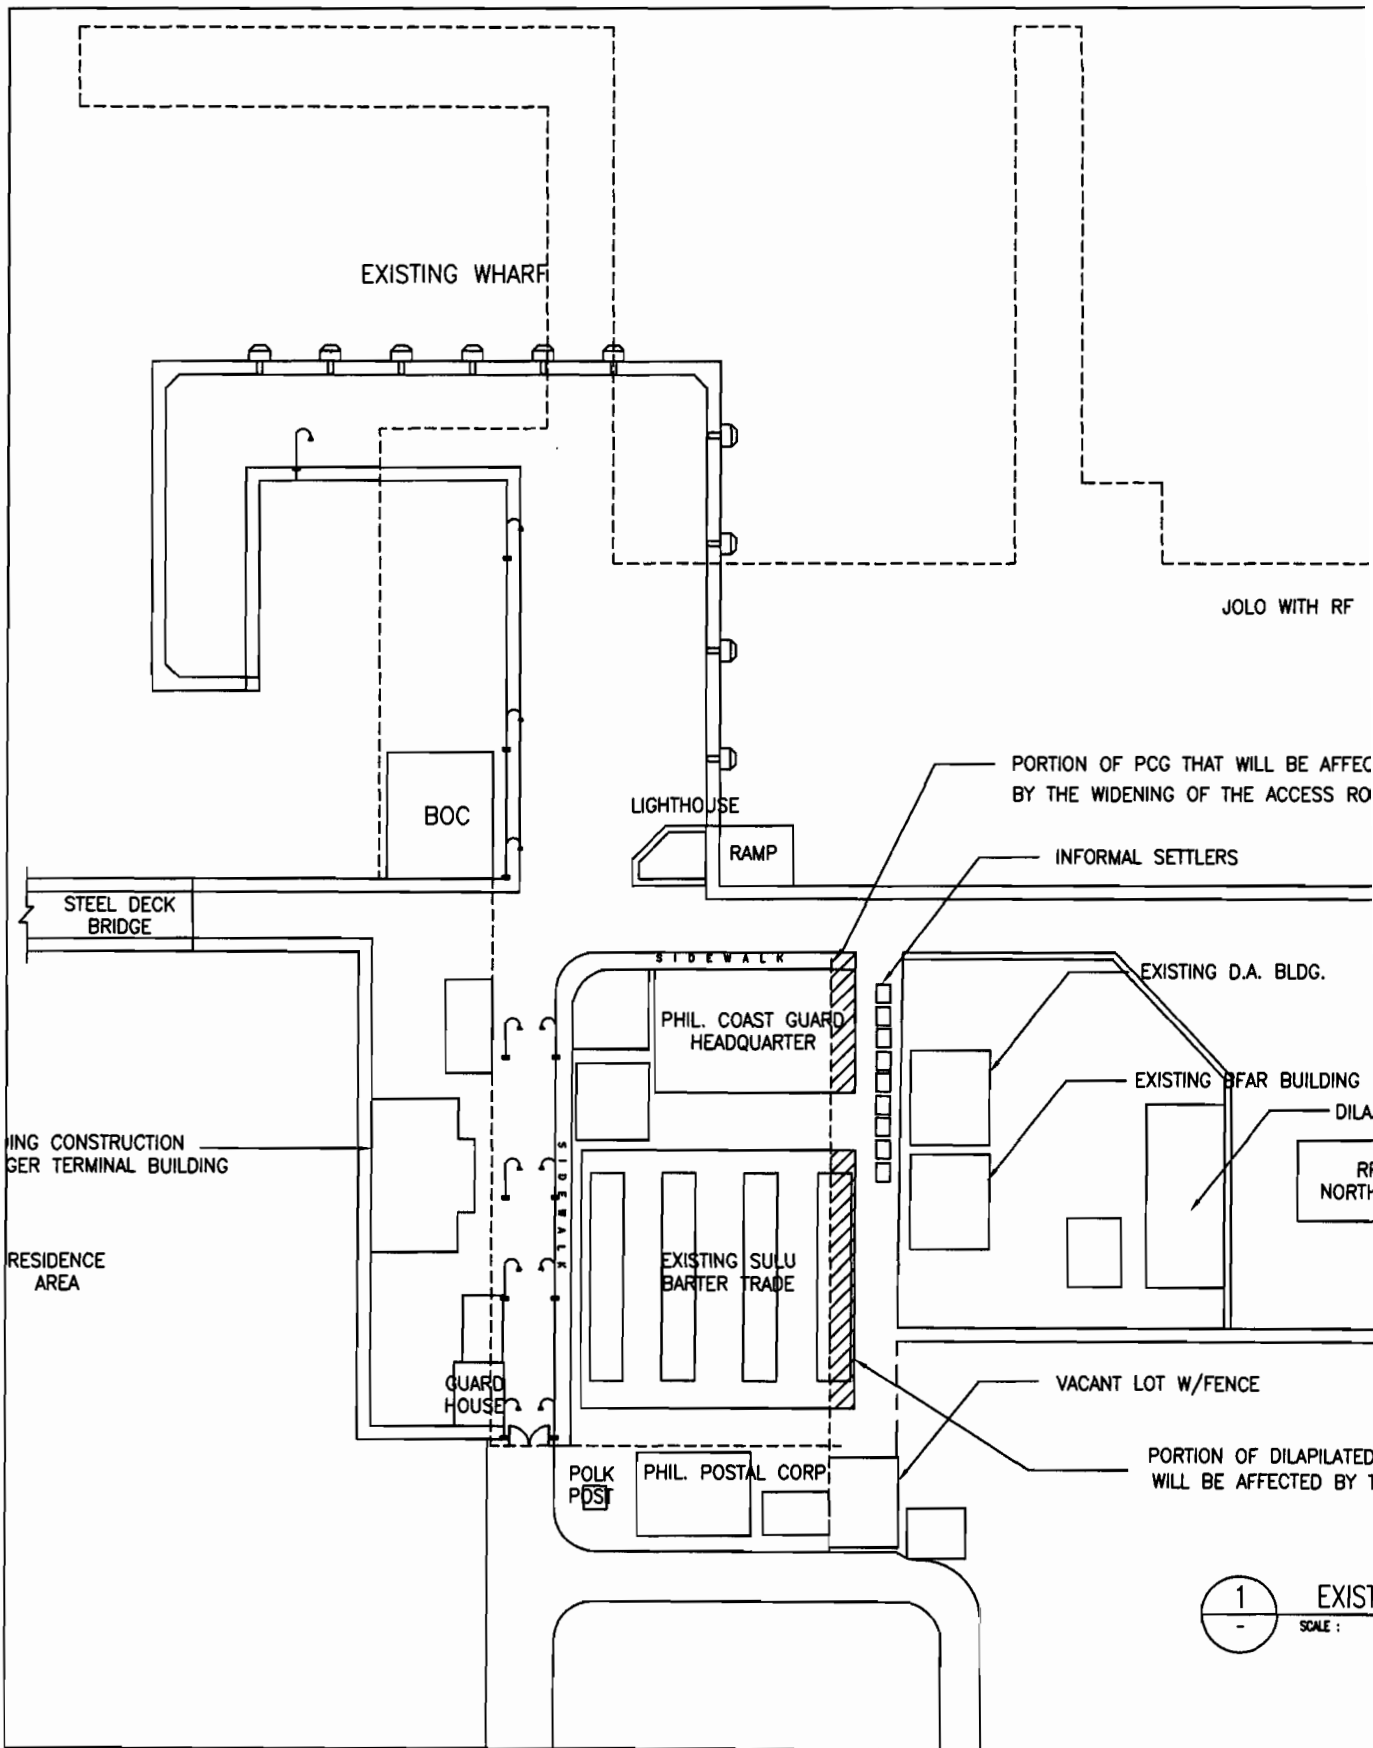 EXISTING WHARF
JOLO WITH RF
PORTION OF PCG THAT WILL BE AFFEC
BY THE WIDENING OF THE ACCESS RO
LIGHTHOUSE
BOC
RAMP
INFORMAL SETTLERS
STEEL DECK
BRIDGE
SIDEWALK
EXISTING D.A. BLDG.
PHIL. COAST GUARD
HEADQUARTER
EXISTING BFAR BUILDING
DILA
ING CONSTRUCTION
GER TERMINAL BUILDING
SIDEWALK
NORTH
RESIDENCE
AREA
EXISTING SULU
BARTER TRADE
GUARD
HOUSE
VACANT LOT W/FENCE
PORTION OF DILAPILATED
WILL BE AFFECTED BY T
POLK
POST
PHIL. POSTAL CORP
1
-
EXIST
SCALE :